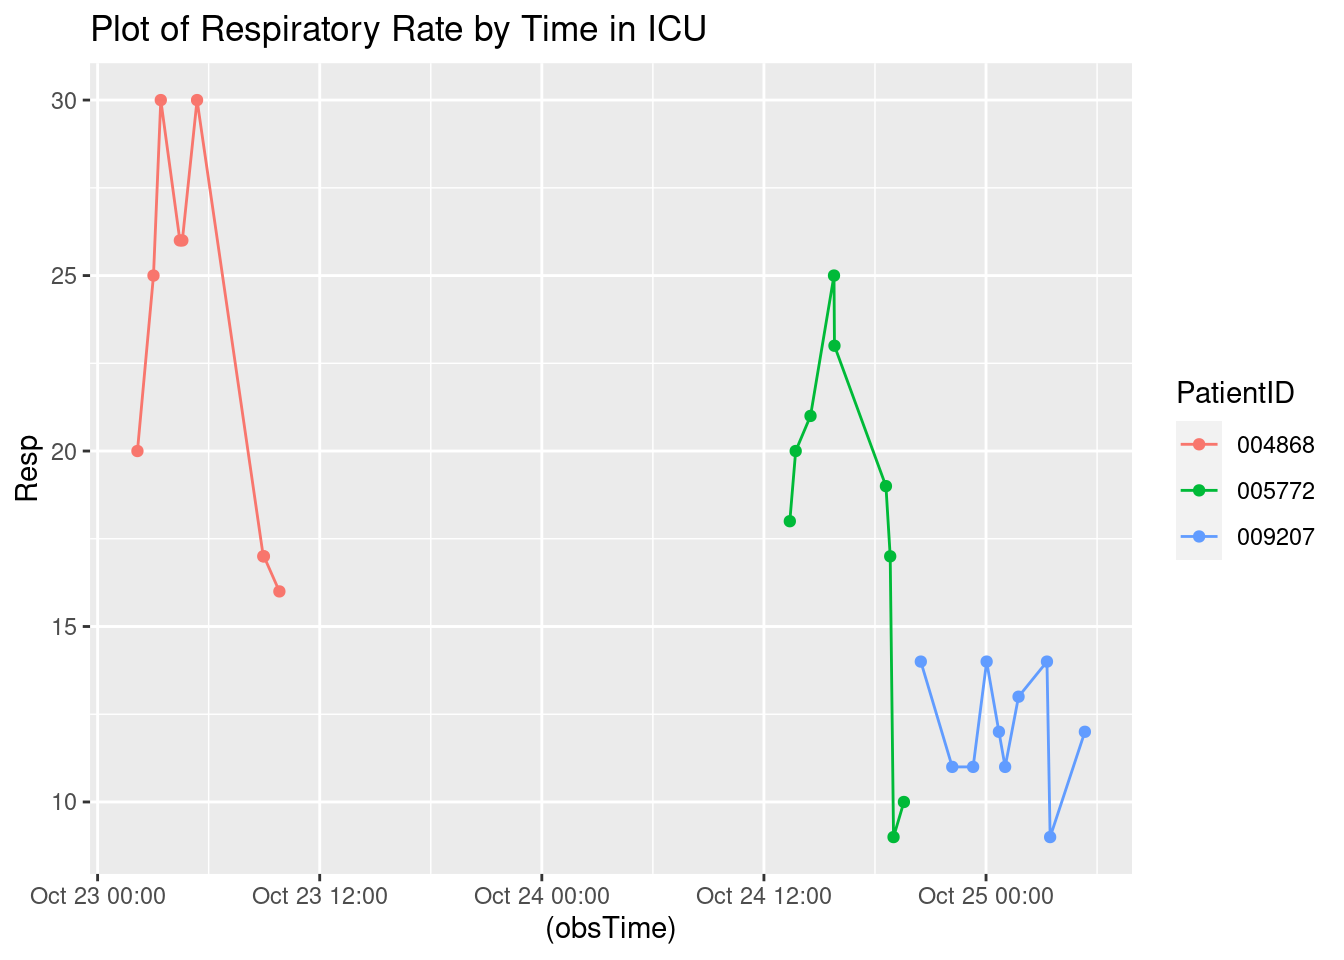 Plot of Respiratory Rate by Time in ICU
30
25
20
15
10
Resp
Oct 23 00:00 Oct 23 12:00 Oct 24 00:00 Oct 24 12:00 Oct 25 00:00
(obsTime)
PatientID
004868
005772
009207